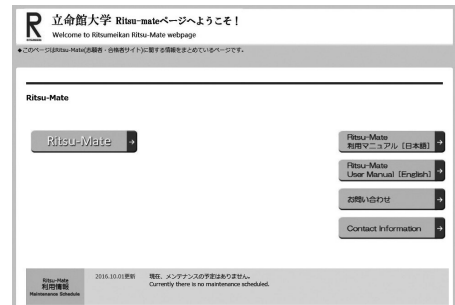 R 立命館大学 Ritsu-mateページへようこそ！
RITSUMEIKAN Welcome to Ritsumeikan Ritsu-Mate webpage
◆このページはRitsu-Mate(志願者・合格者サイト)に関する情報をまとめているページです。
Ritsu-Mate
Ritsu-Mate
Ritsu-Mate
利用マニュアル［日本語］
Ritsu-Mate
User Manual［English］
お問い合わせ
Contact Information
Ritsu-Mate
利用情報
Maintenance Schedule
2016.10.01更新 現在、メンテナンスの予定はありません。
Currently there is no maintenance scheduled.